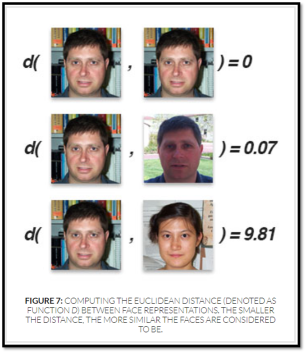 d( , ) = 0
d( , ) = 0.07
d( , ) = 9.81
FIGURE 7: COMPUTING THE EUCLIDEAN DISTANCE (DENOTED AS
FUNCTION D) BETWEEN FACE REPRESENTATIONS. THE SMALLER
THE DISTANCE, THE MORE SIMILAR THE FACES ARE CONSIDERED
TO BE.